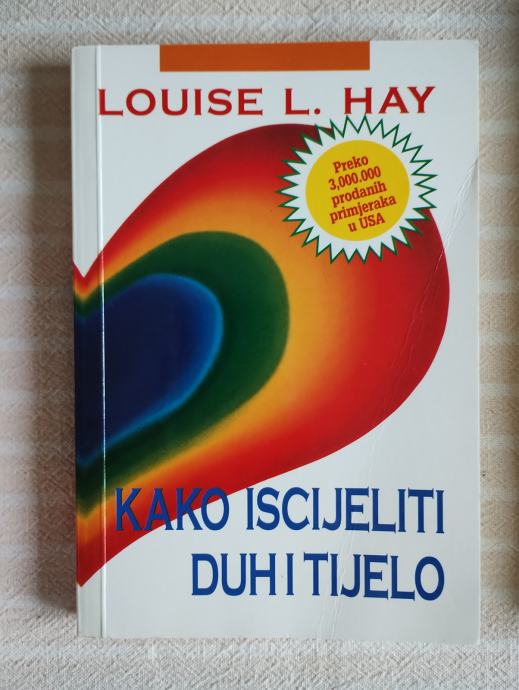 LOUISE L. HAY
Preko
3,000.000
prodanih
primjeraka
u USA
KAKO ISCIJELITI
DUH I TIJELO